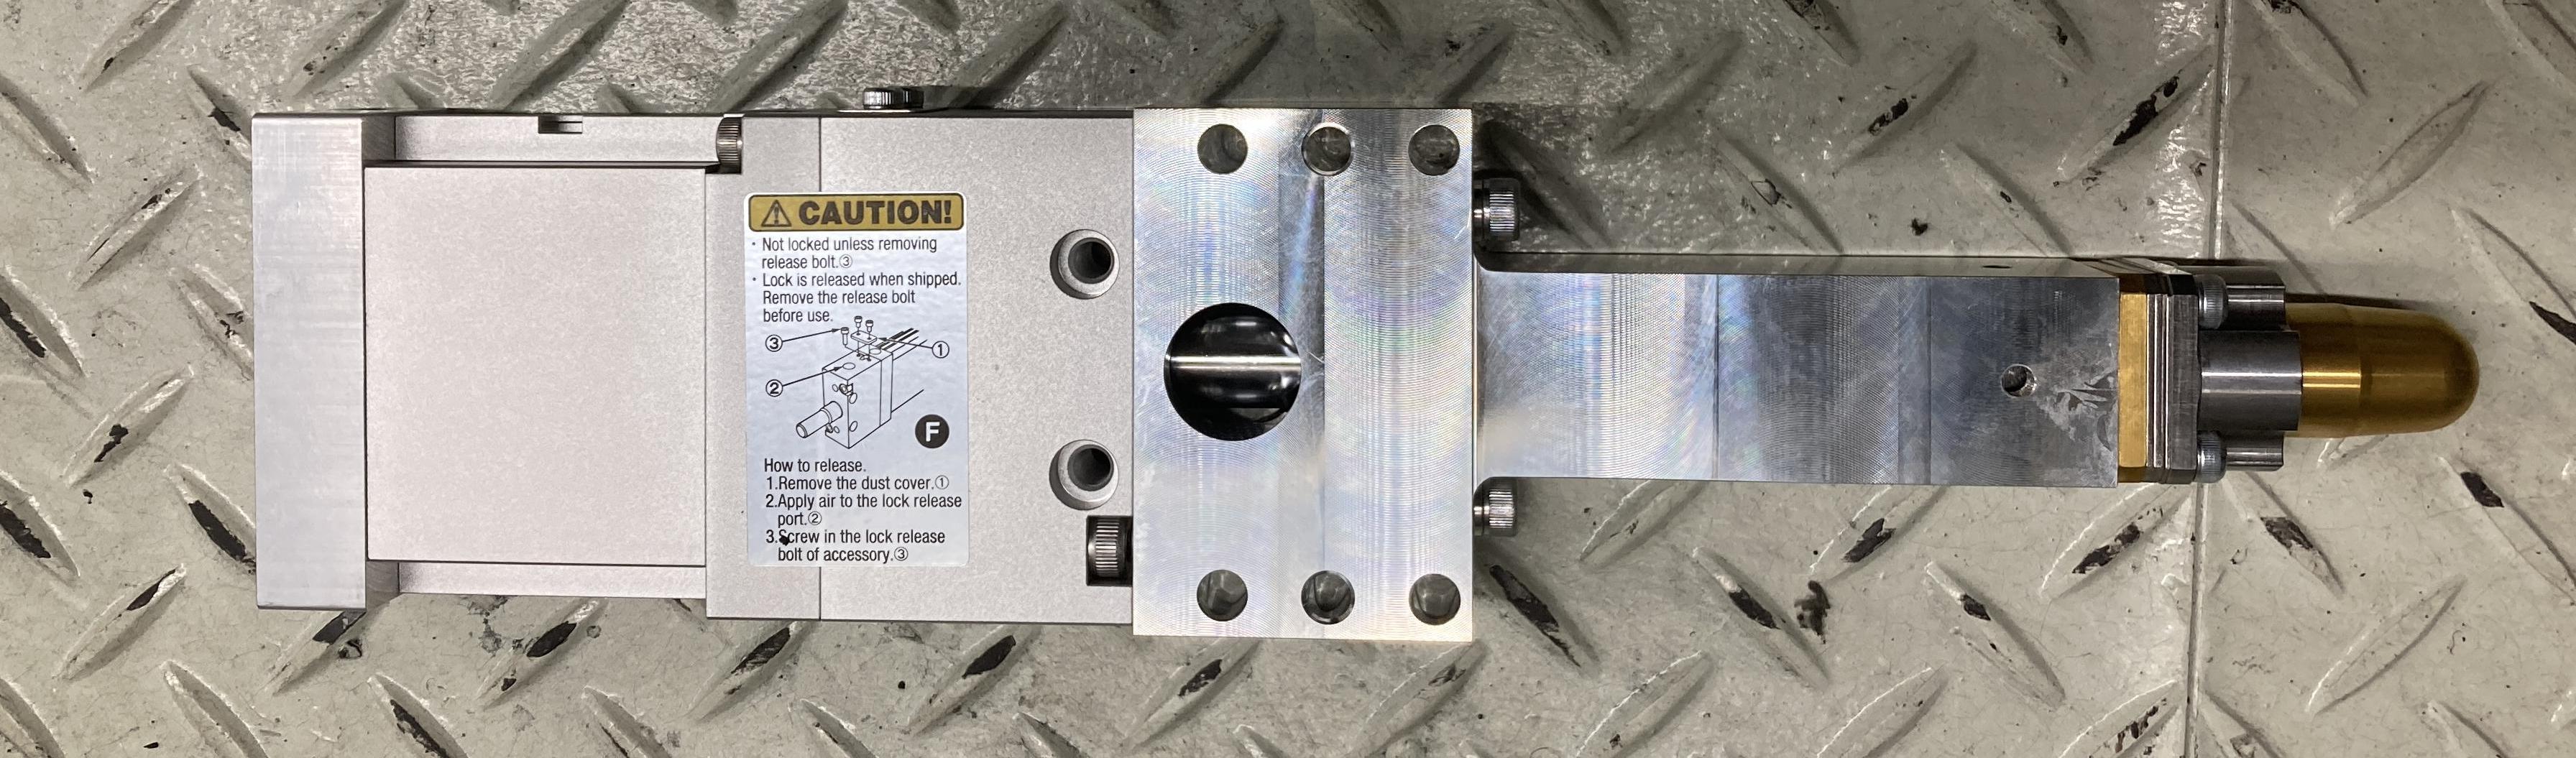 CAUTION!
・Not locked unless removing
release bolt.③
・Lock is released when shipped.
Remove the release bolt
before use.
③
①
②
F
How to release.
1.Remove the dust cover.①
2.Apply air to the lock release
port.②
3.Screw in the lock release
bolt of accessory.③